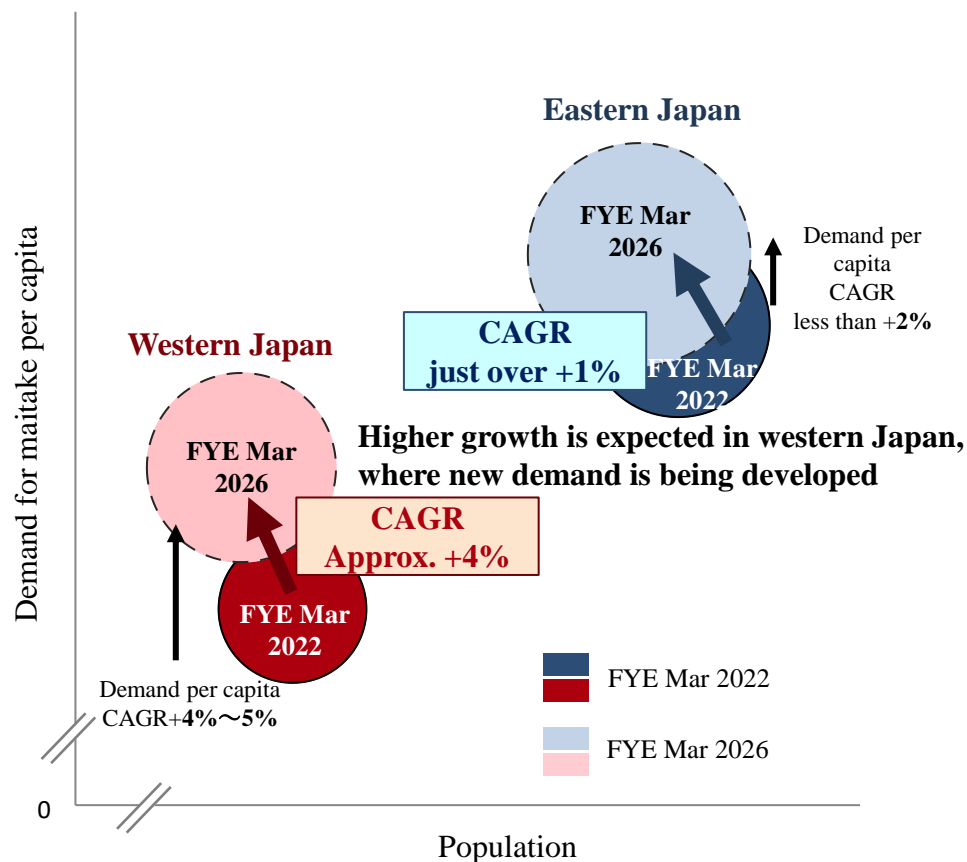 Demand for maitake per capita
Eastern Japan
FYE Mar
2026
Demand per
capita
CAGR
less than +2%
CAGR
just over +1%
FYE Mar
2022
Western Japan
FYE Mar
2026
Higher growth is expected in western Japan,
where new demand is being developed
CAGR
Approx. +4%
FYE Mar
2022
Demand per capita
CAGR+4%～5%
FYE Mar 2022
FYE Mar 2026
0
Population